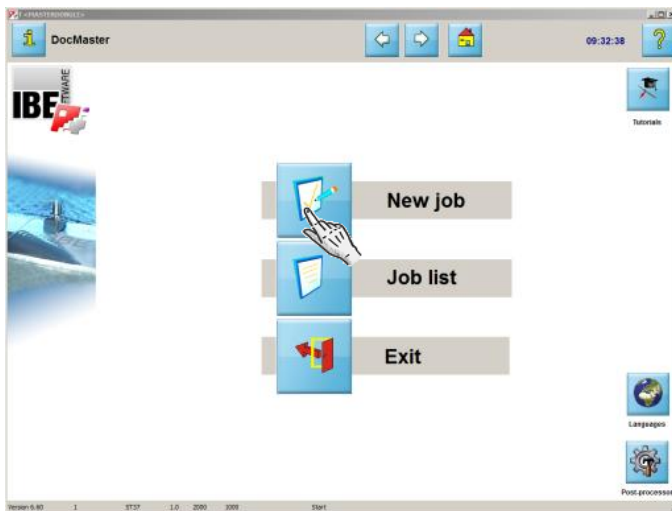 DocMaster
09:32:38
IBE
SOFTWARE
Tutorials
New job
Job list
Exit
Languages
Post-processor
Version 6.60 1 ST37 1.0 2000 1000 Start